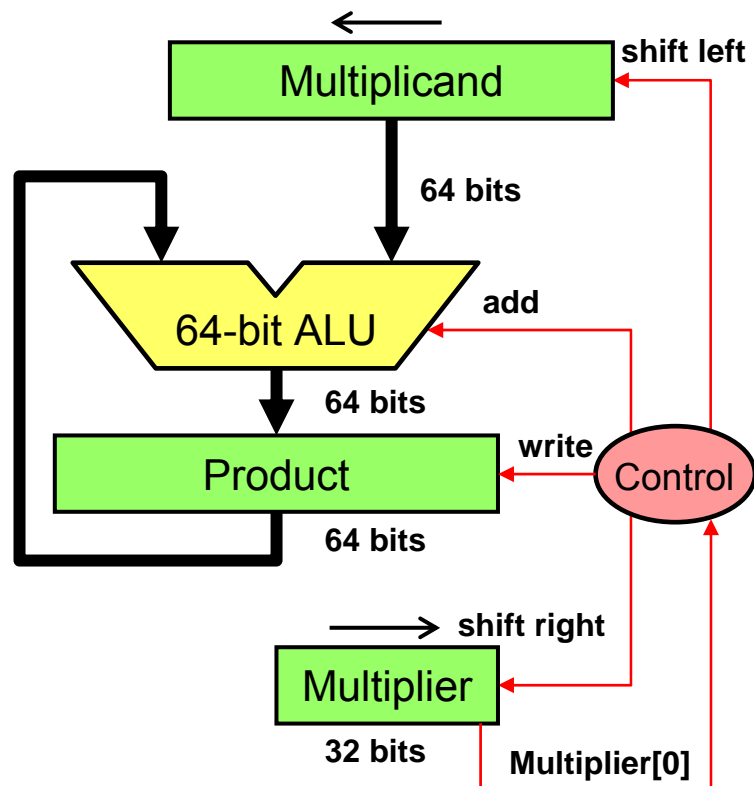 shift left
Multiplicand
64 bits
add
64-bit ALU
64 bits
write
Product
Control
64 bits
shift right
Multiplier
32 bits
Multiplier[0]